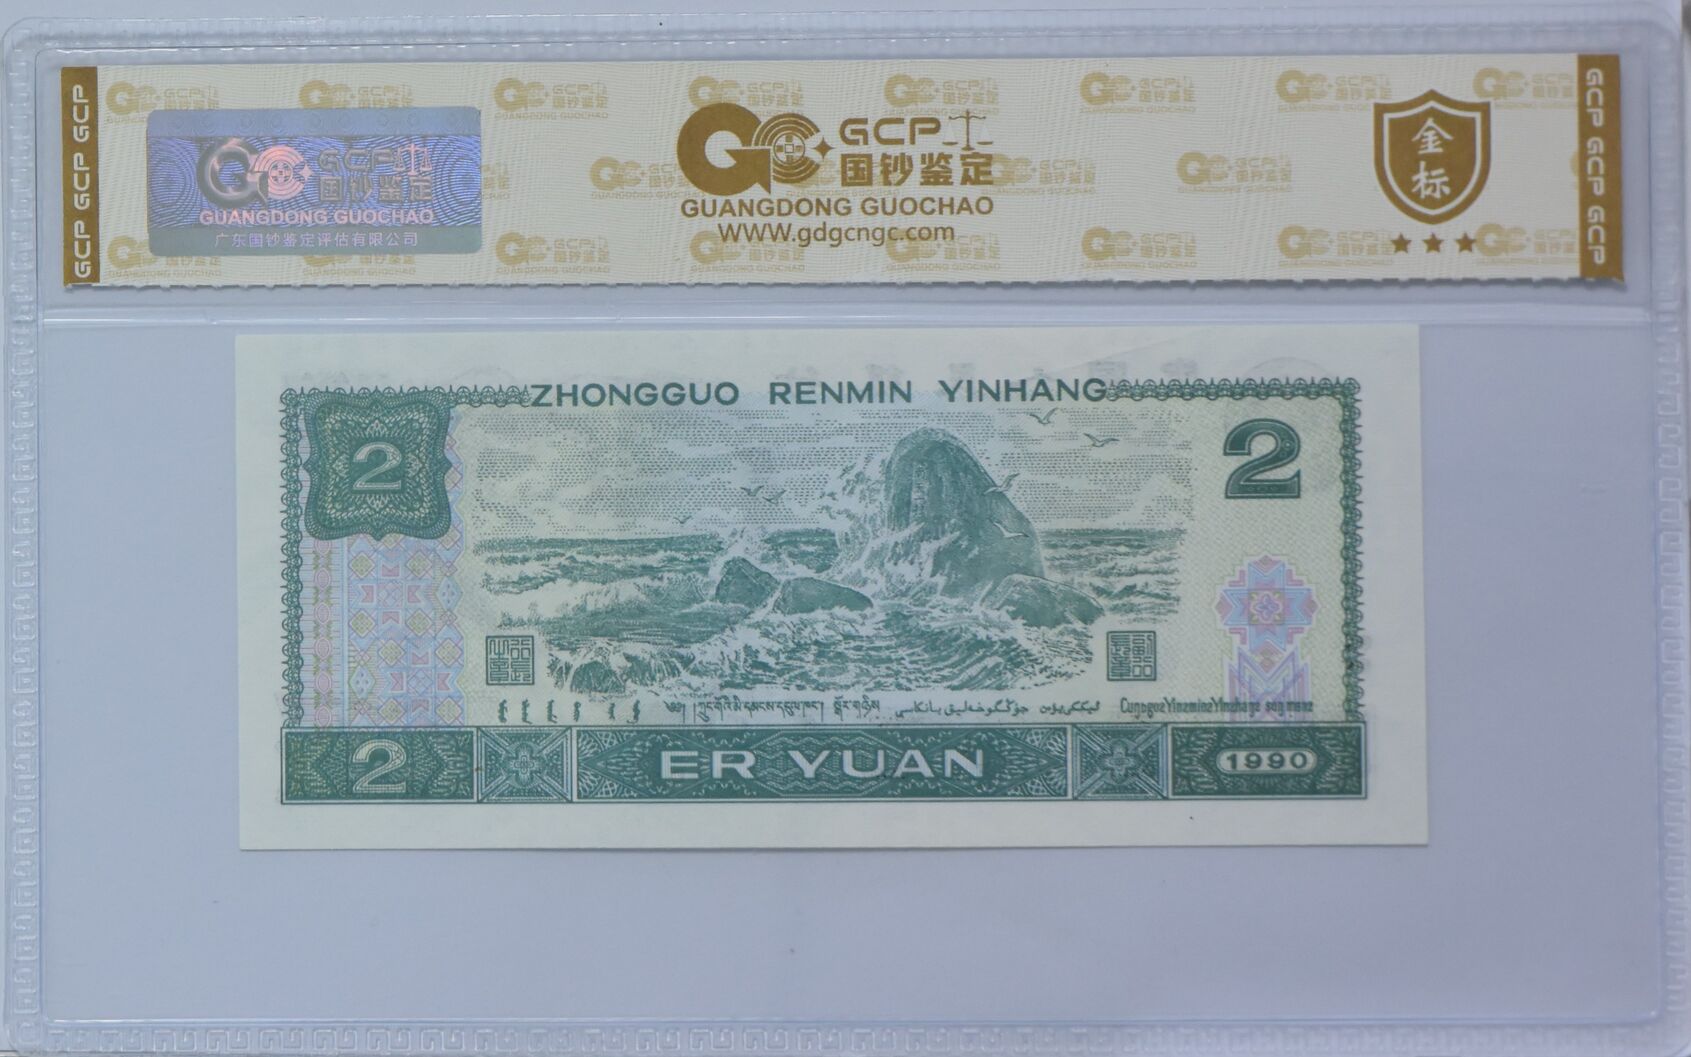 GCP GCP GCP
GCP
国钞鉴定
GUANGDONG GUOCHAO
广东国钞鉴定评估有限公司
GCP
国钞鉴定
GUANGDONG GUOCHAO
WWW.gdgcngc.com
金标
GCP GCP GCP
ZHONGGUO RENMIN YINHANG
2
2
2
ER YUAN
1990